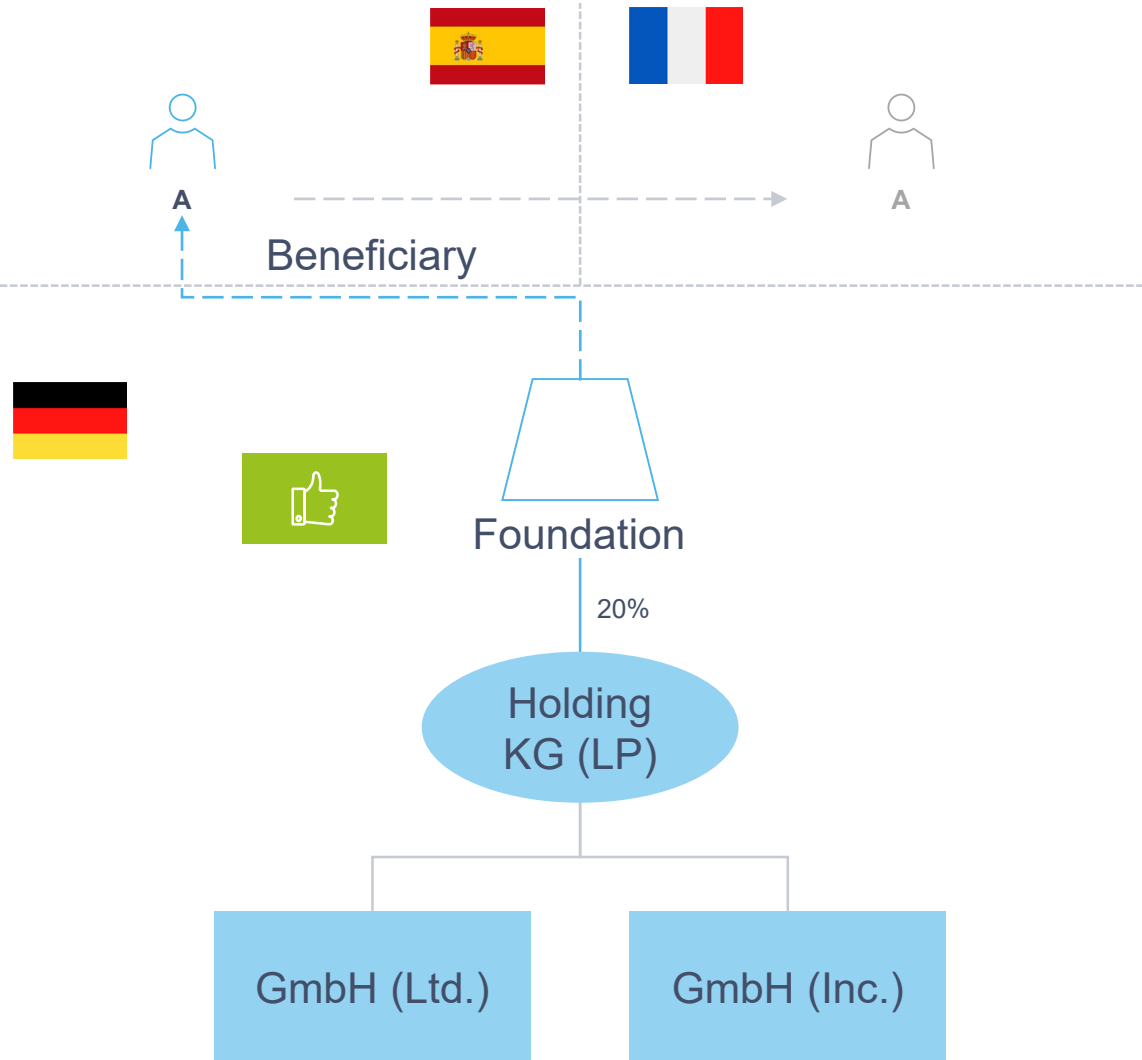 A
A
Beneficiary
Foundation
20%
Holding
KG (LP)
GmbH (Ltd.)
GmbH (Inc.)